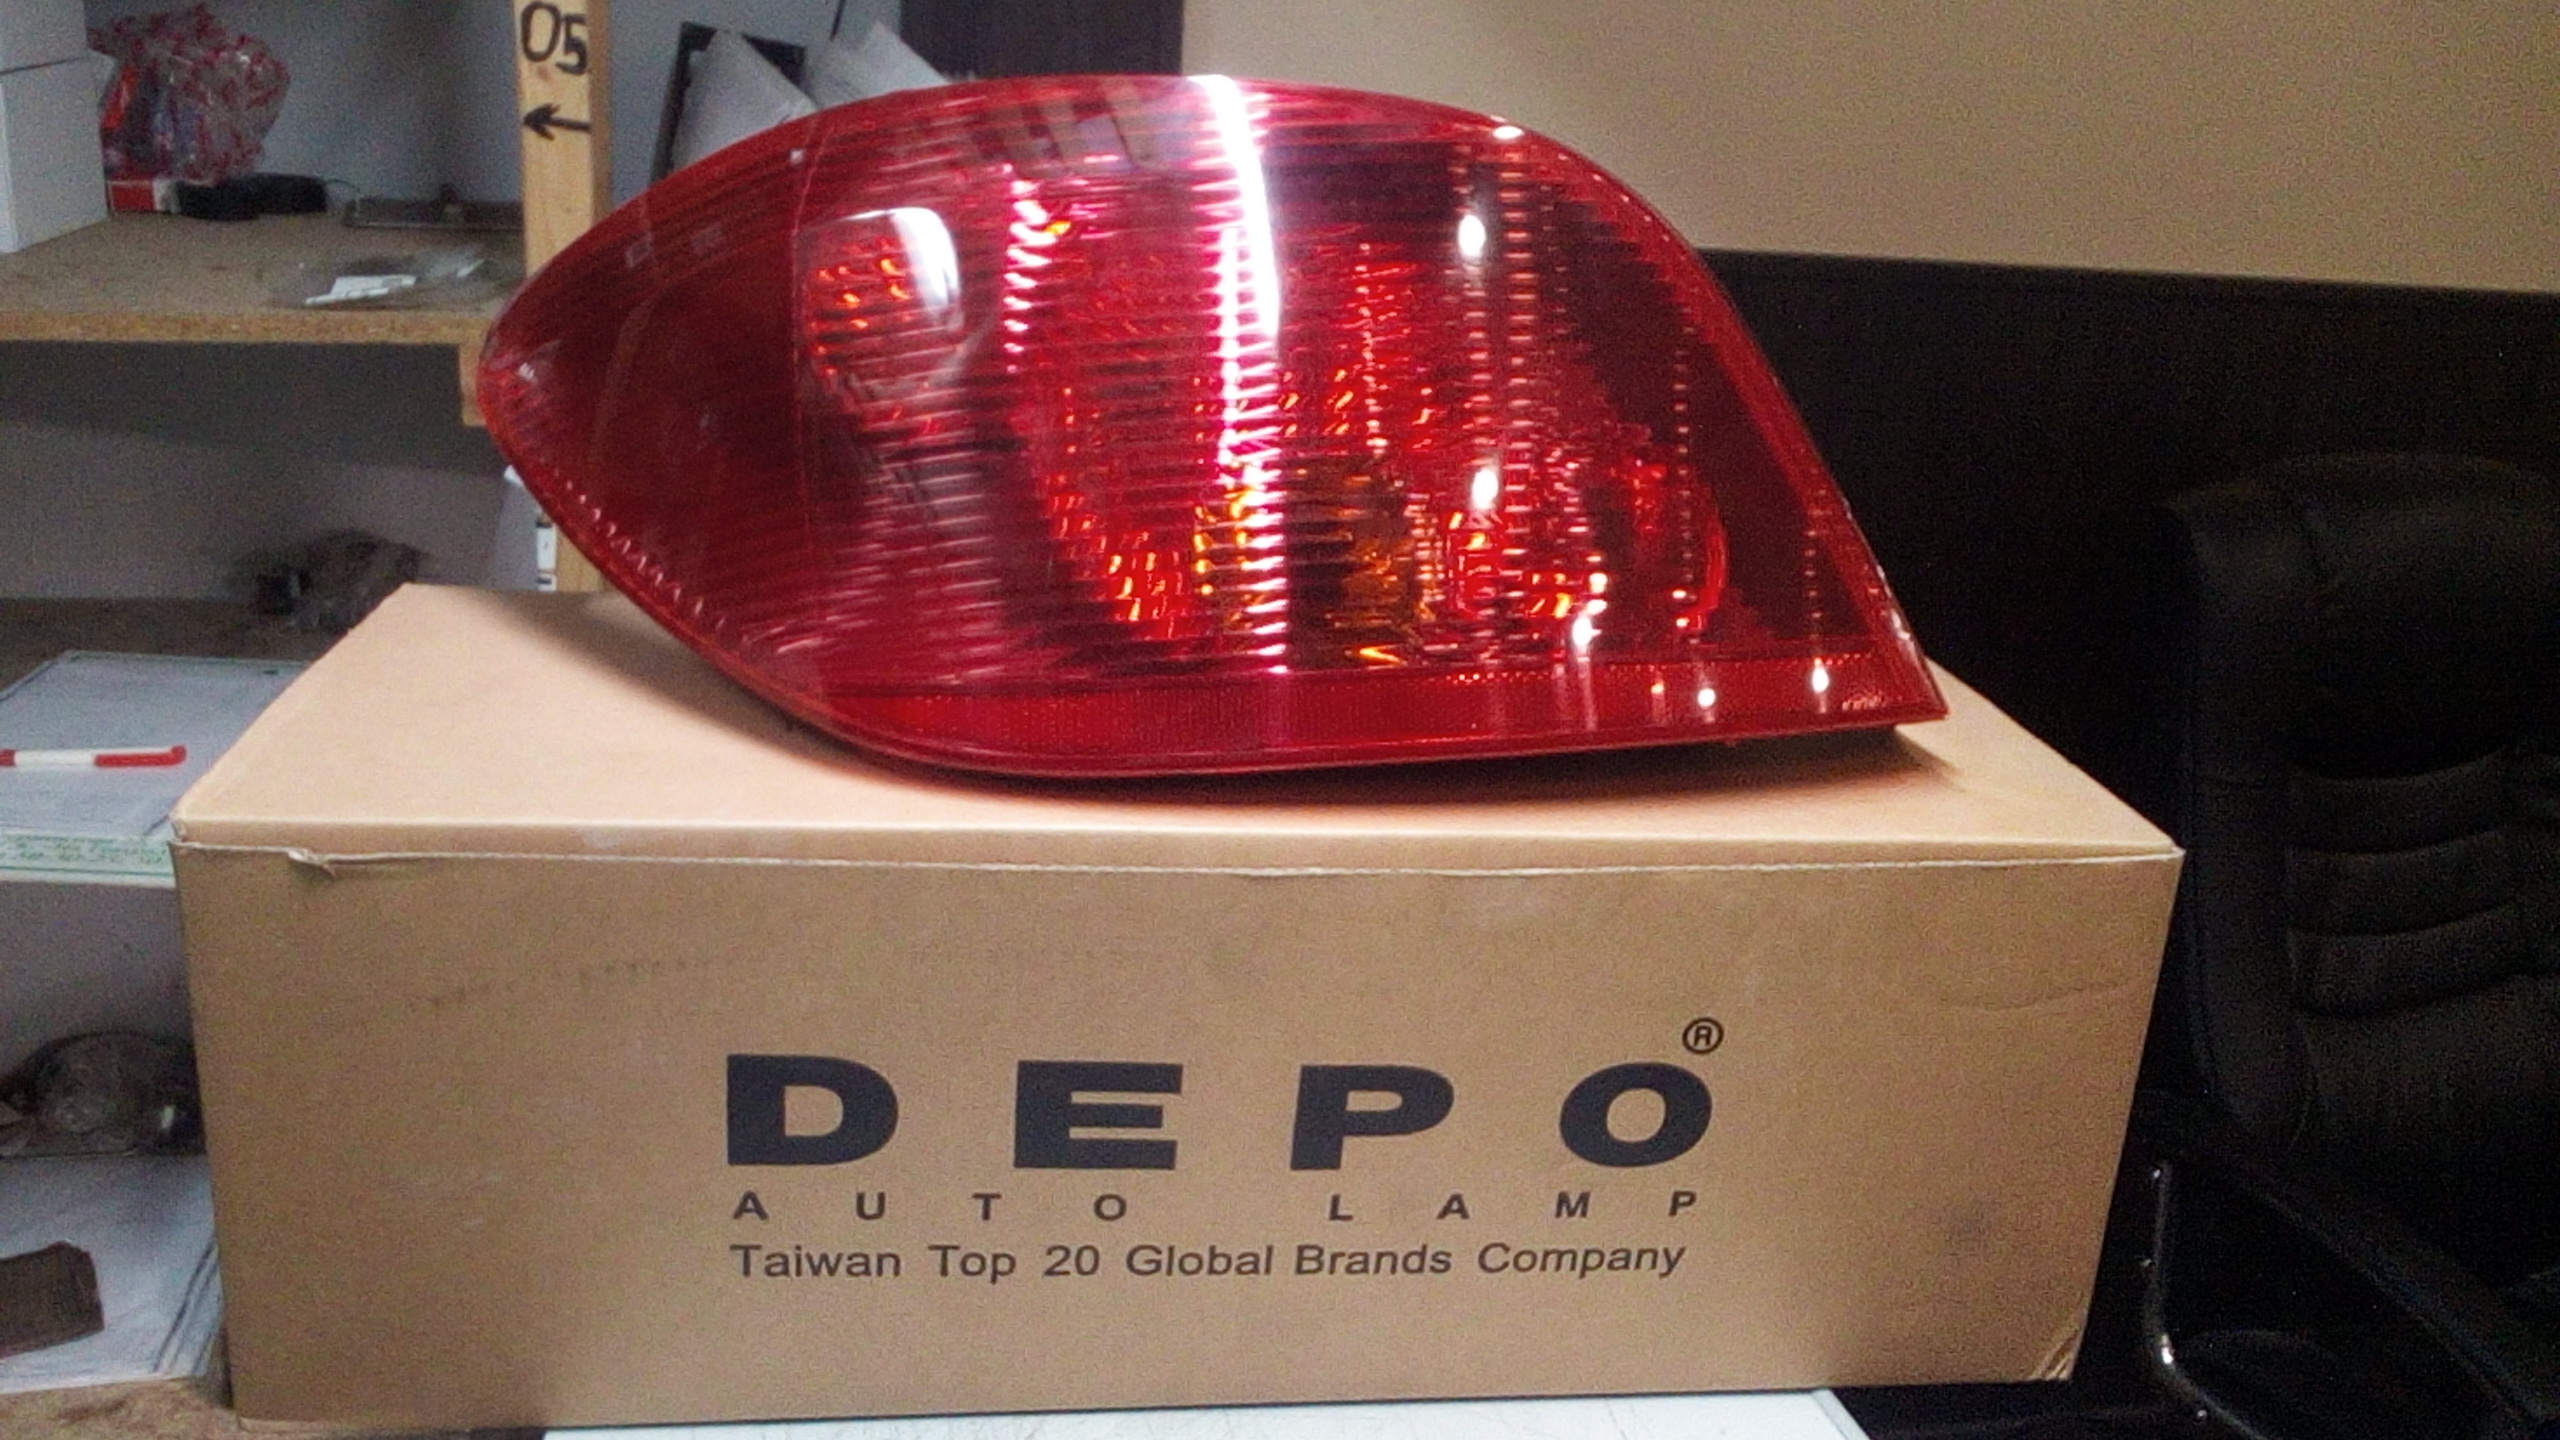 05
DEPO®
AUTO LAMP
Taiwan Top 20 Global Brands Company